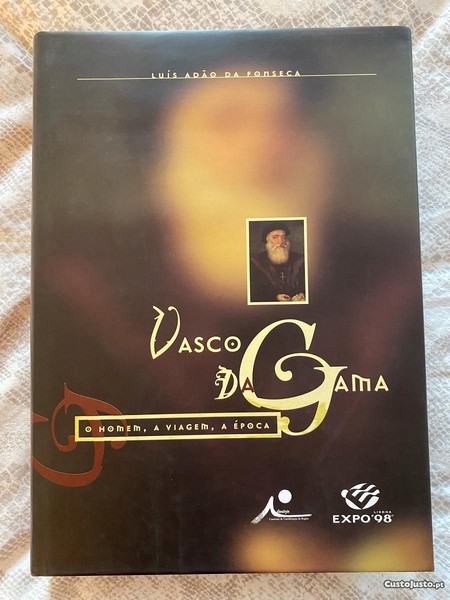 LUÍS ADÃO DA FONSECA
VASCO
DA GAMA
O HOMEM, A VIAGEM, A ÉPOCA
LISBOA
EXPO'98
CustoJusto.pt